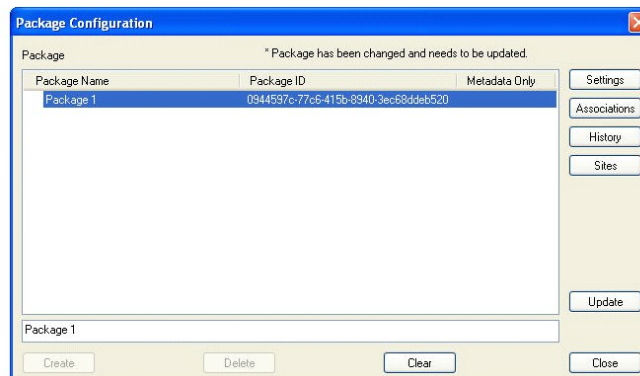 Package Configuration
Package
* Package has been changed and needs to be updated.
Package Name Package ID Metadata Only
Package 1 0944597c-77c6-415b-8940-3ec68ddeb520
Settings
Associations
History
Sites
Update
Package 1
Create Delete Clear Close